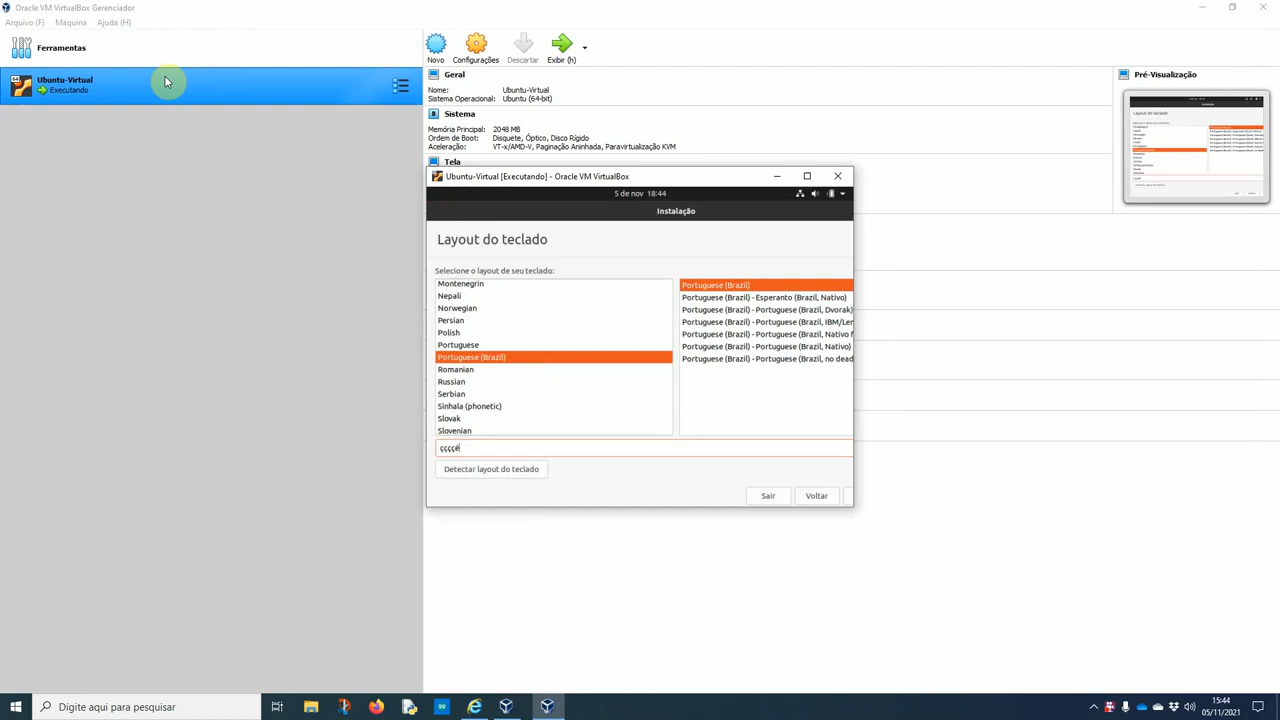 Oracle VM VirtualBox Gerenciador
Arquivo (F) Máquina Ajuda (H)
Ferramentas
Ubuntu-Virtual
Executando
Novo Configurações Descartar Exibir (h)
Geral
Nome: Ubuntu-Virtual
Sistema Operacional: Ubuntu (64-bit)
Sistema
Memória Principal: 2048 MB
Ordem de Boot: Disquete, Óptico, Disco Rígido
Aceleração: VT-x/AMD-V, Paginação Aninhada, Paravirtualização KVM
Tela
Pré-Visualização
Ubuntu-Virtual [Executando] - Oracle VM VirtualBox
5 de nov 18:44
Instalação
Layout do teclado
Selecione o layout de seu teclado:
Montenegrin
Nepali
Norwegian
Persian
Polish
Portuguese
Portuguese (Brazil)
Romanian
Russian
Serbian
Sinhala (phonetic)
Slovak
Slovenian
Portuguese (Brazil)
Portuguese (Brazil) - Esperanto (Brazil, Nativo)
Portuguese (Brazil) - Portuguese (Brazil, Dvorak)
Portuguese (Brazil) - Portuguese (Brazil, IBM/Len
Portuguese (Brazil) - Portuguese (Brazil, Nativo f
Portuguese (Brazil) - Portuguese (Brazil, Nativo)
Portuguese (Brazil) - Portuguese (Brazil, no dead
ççççé
Detectar layout do teclado
Sair Voltar
Digite aqui para pesquisar
15:44
05/11/2021